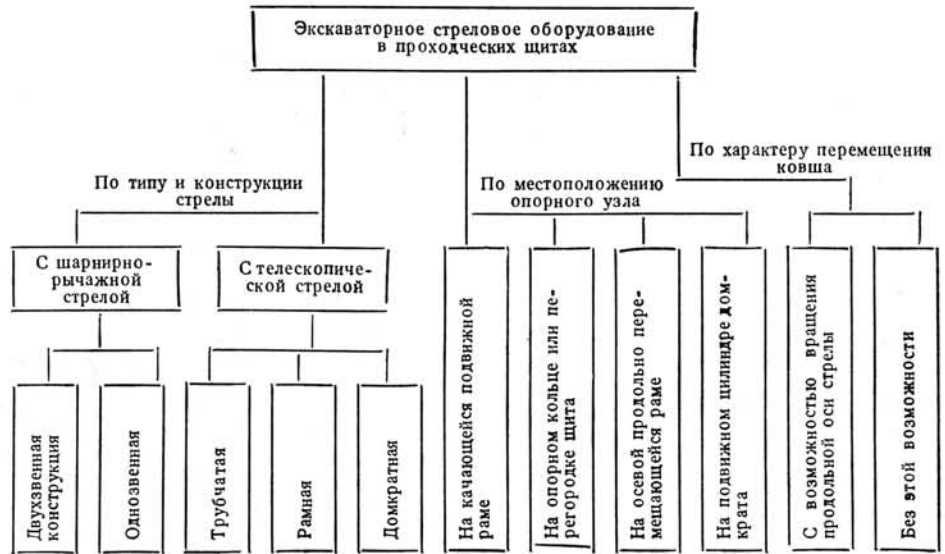 Экскаваторное стреловое оборудование
в проходческих щитах
По типу и конструкции
стрелы
По местоположению
опорного узла
По характеру перемещения
ковша
С шарнирно-
рычажной
стрелой
С телескопиче-
ской стрелой
Двухзвенная
конструкция
Однозвенная
Трубчатая
Рамная
Домкратная
На качающейся подвижной
раме
На опорном кольце или пе-
регородке щита
На осевой продольно пере-
мещающейся раме
На подвижном цилиндре дом-
крата
С возможностью вращения
продольной оси стрелы
Без этой возможности